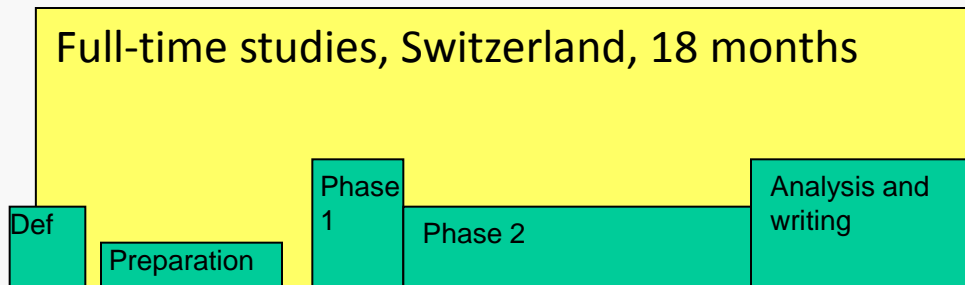 Full-time studies, Switzerland, 18 months
Def
Preparation
Phase
1
Phase 2
Analysis and
writing